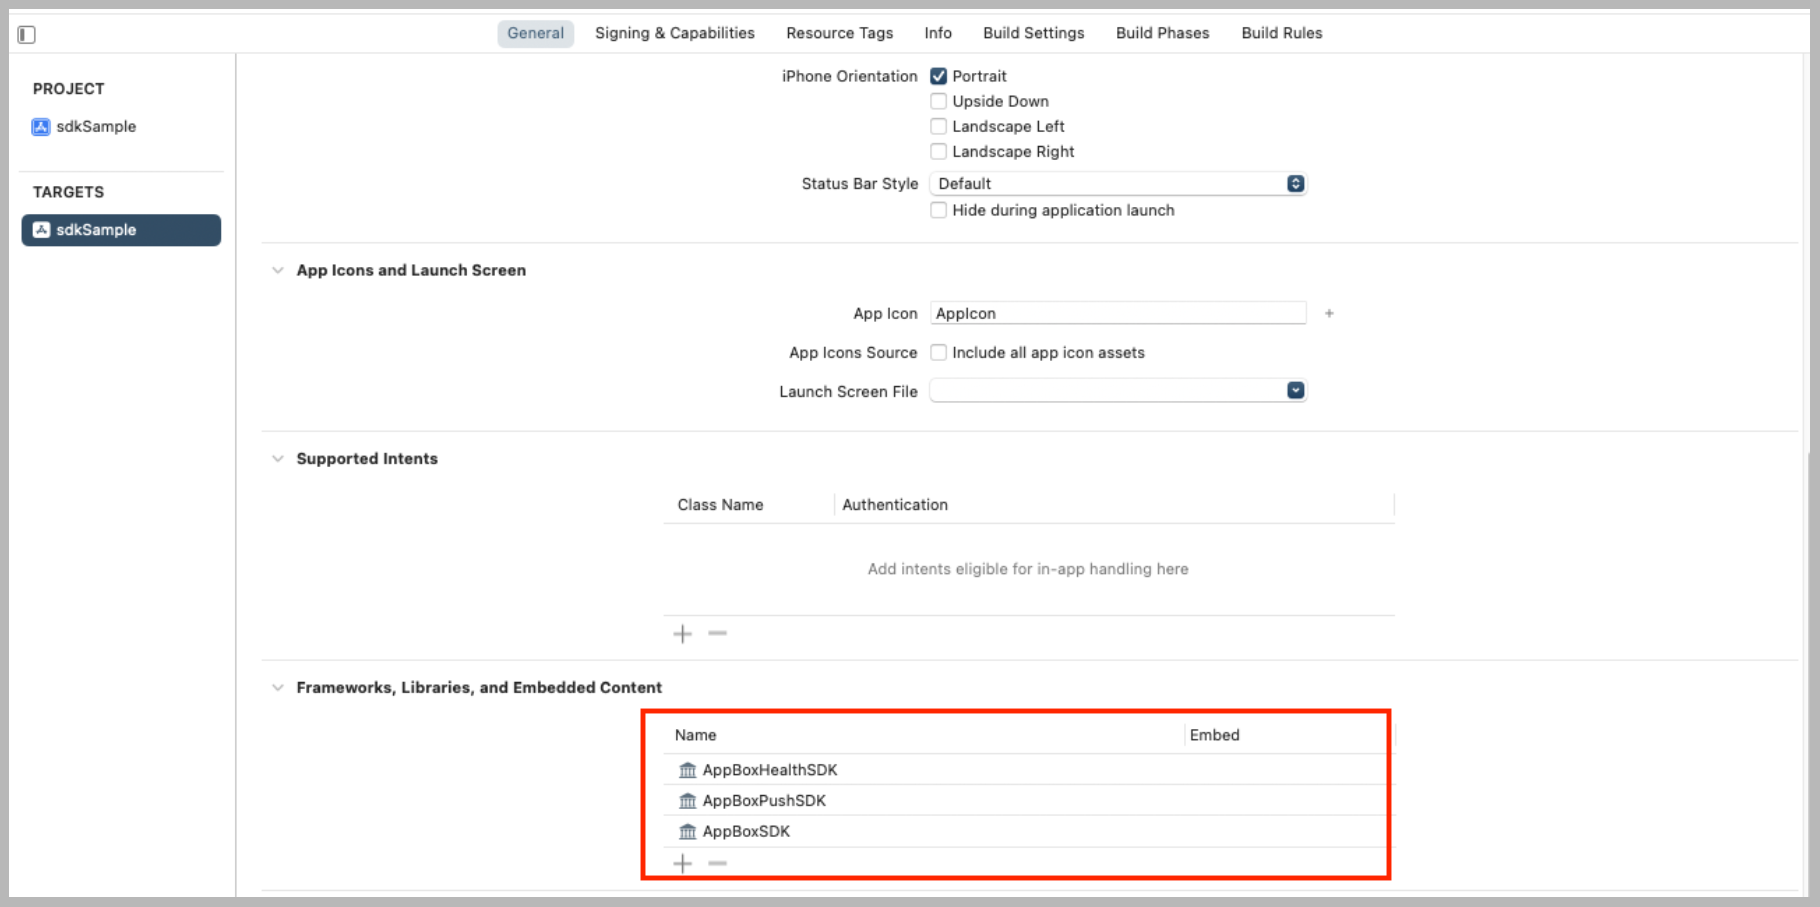 General Signing & Capabilities Resource Tags Info Build Settings Build Phases Build Rules
PROJECT
sdkSample
TARGETS
sdkSample
iPhone Orientation Portrait
Upside Down
Landscape Left
Landscape Right
Status Bar Style Default
Hide during application launch
App Icons and Launch Screen
App Icon AppIcon +
App Icons Source Include all app icon assets
Launch Screen File
Supported Intents
Class Name Authentication
Add intents eligible for in-app handling here
Frameworks, Libraries, and Embedded Content
Name Embed
AppBoxHealthSDK
AppBoxPushSDK
AppBoxSDK